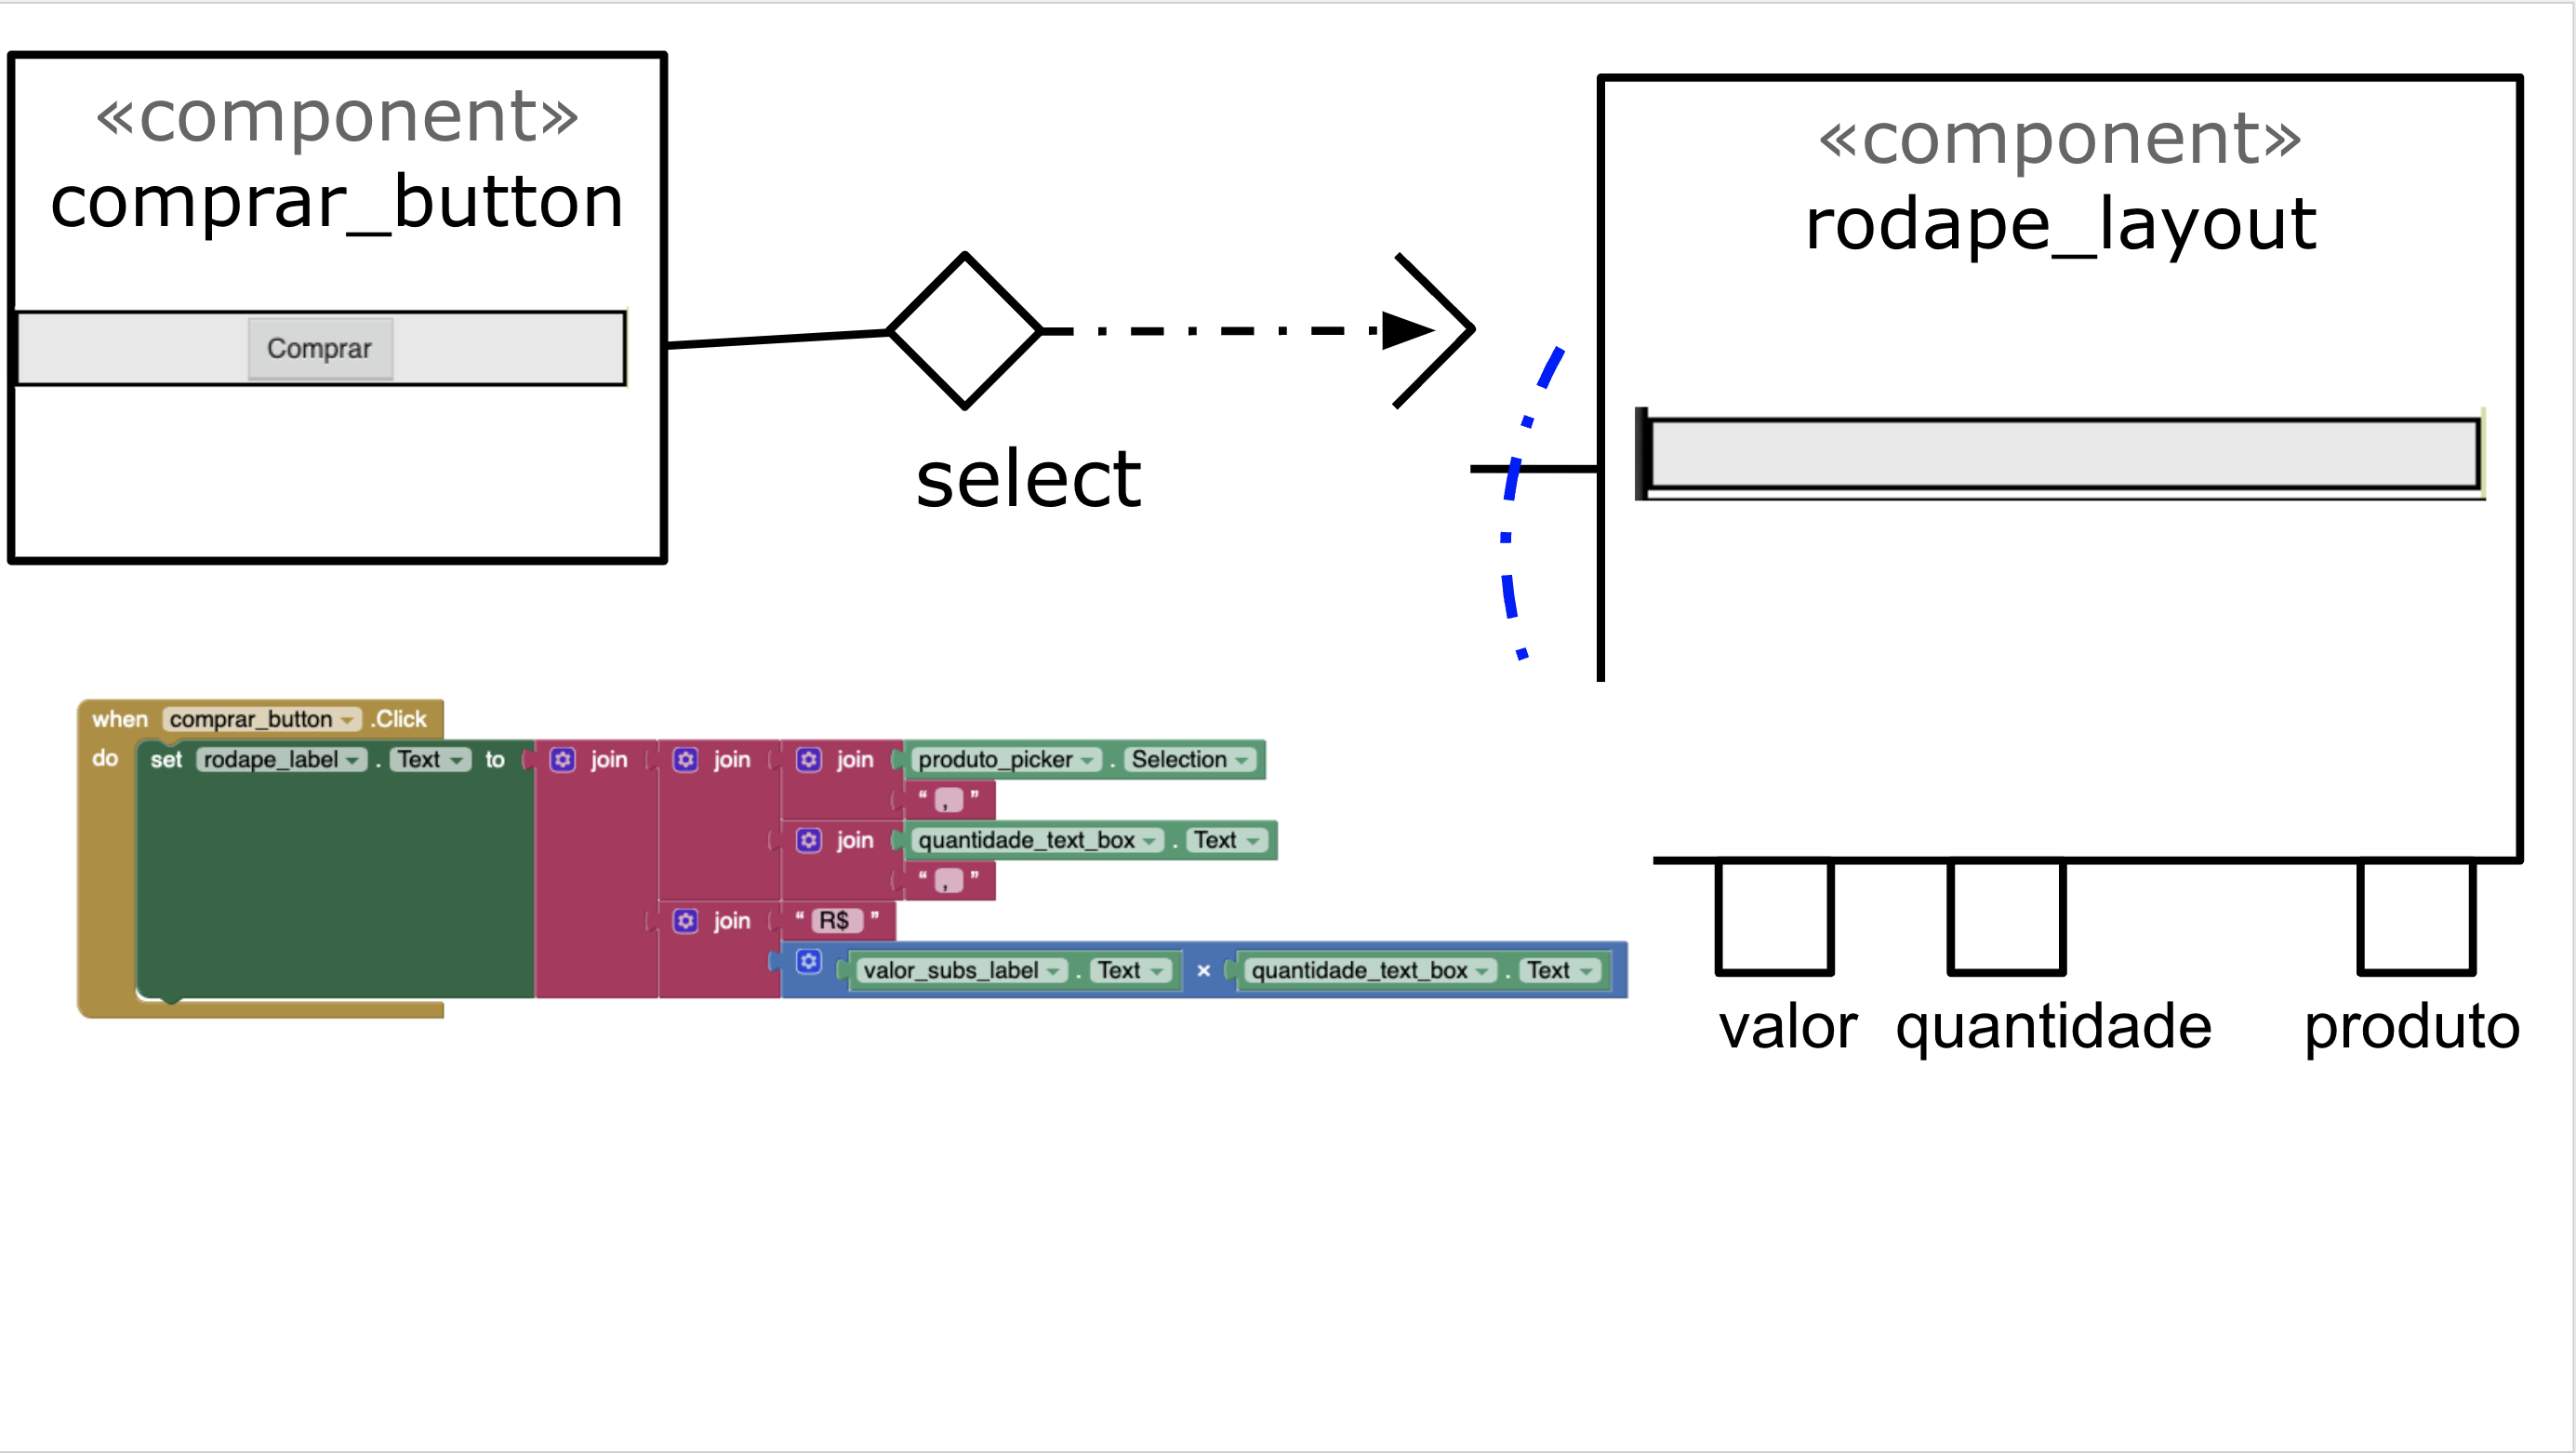 «component»
comprar_button
Comprar
select
«component»
rodape_layout
when comprar_button .Click
do set rodape_label . Text to join join join produto_picker . Selection
“ , ”
join quantidade_text_box . Text
“ , ”
join “ R$ ”
valor_subs_label . Text × quantidade_text_box . Text
valor quantidade produto